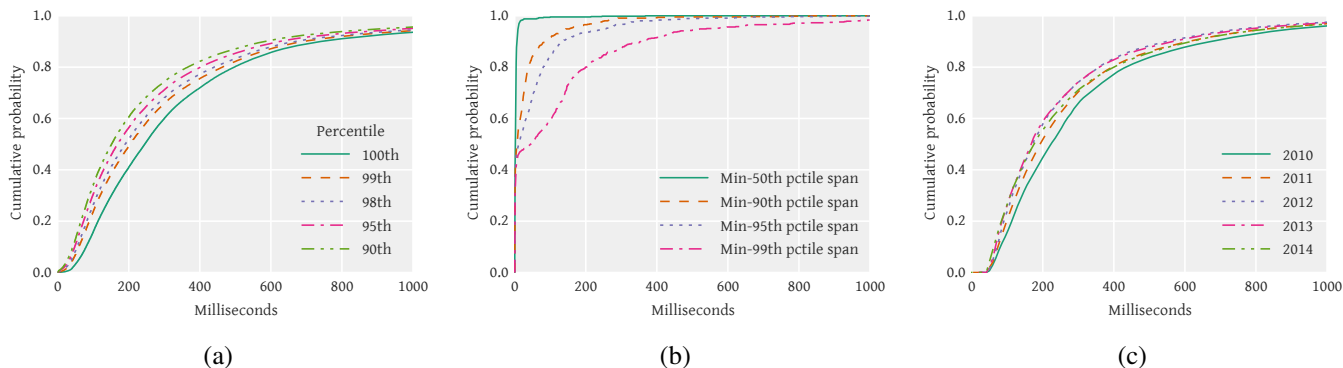 Cumulative probability
1.0
0.8
0.6
0.4
0.2
0.0
Percentile
100th
99th
98th
95th
90th
0 200 400 600 800 1000
Milliseconds
(a)
Cumulative probability
1.0
0.8
0.6
0.4
0.2
0.0
Min-50th pctile span
Min-90th pctile span
Min-95th pctile span
Min-99th pctile span
0 200 400 600 800 1000
Milliseconds
(b)
Cumulative probability
1.0
0.8
0.6
0.4
0.2
0.0
2010
2011
2012
2013
2014
0 200 400 600 800 1000
Milliseconds
(c)